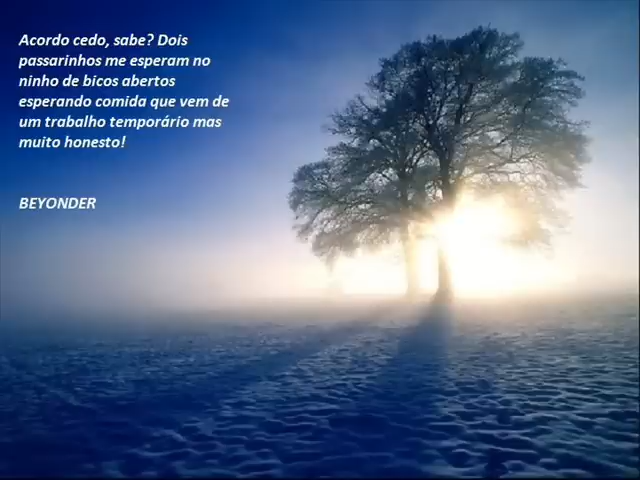 Acordo cedo, sabe? Dois
passarinhos me esperam no
ninho de bicos abertos
esperando comida que vem de
um trabalho temporário mas
muito honesto!
BEYONDER